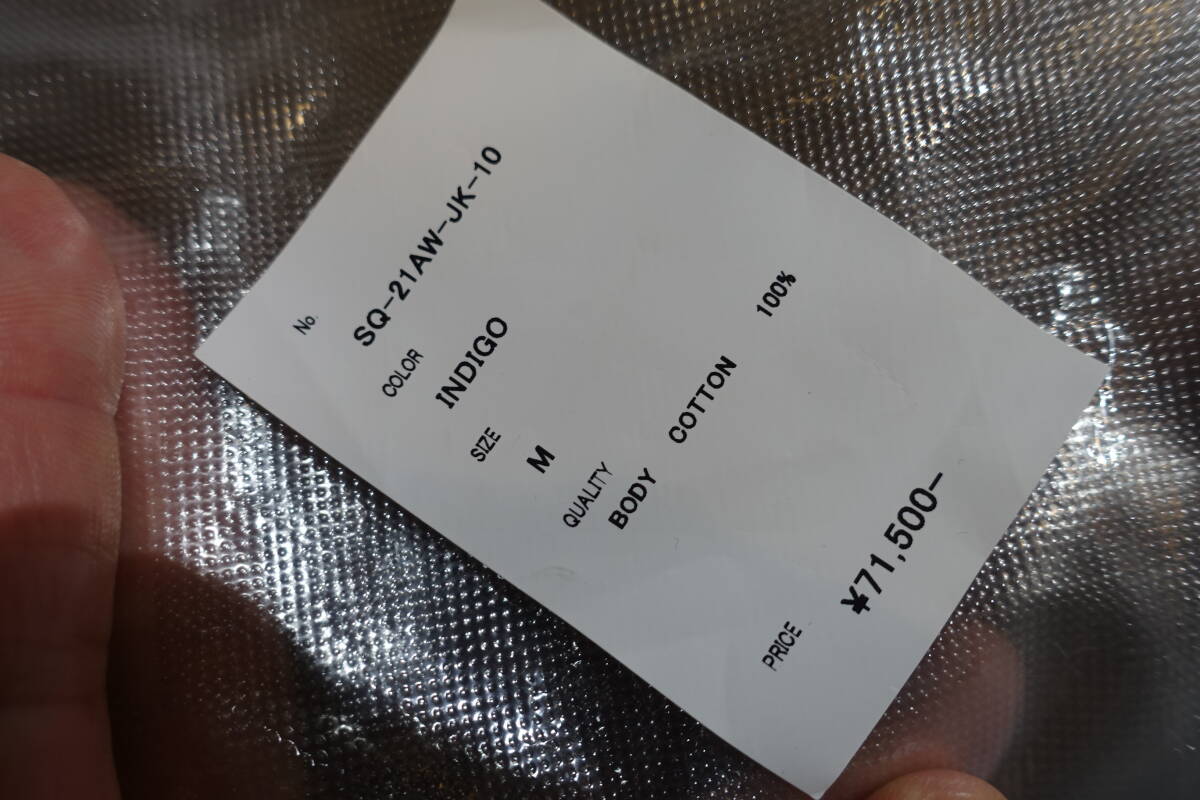 No.
SQ-21AW-JK-10
COLOR
INDIGO
SIZE
M
QUALITY
BODY COTTON 100%
PRICE ¥71,500-